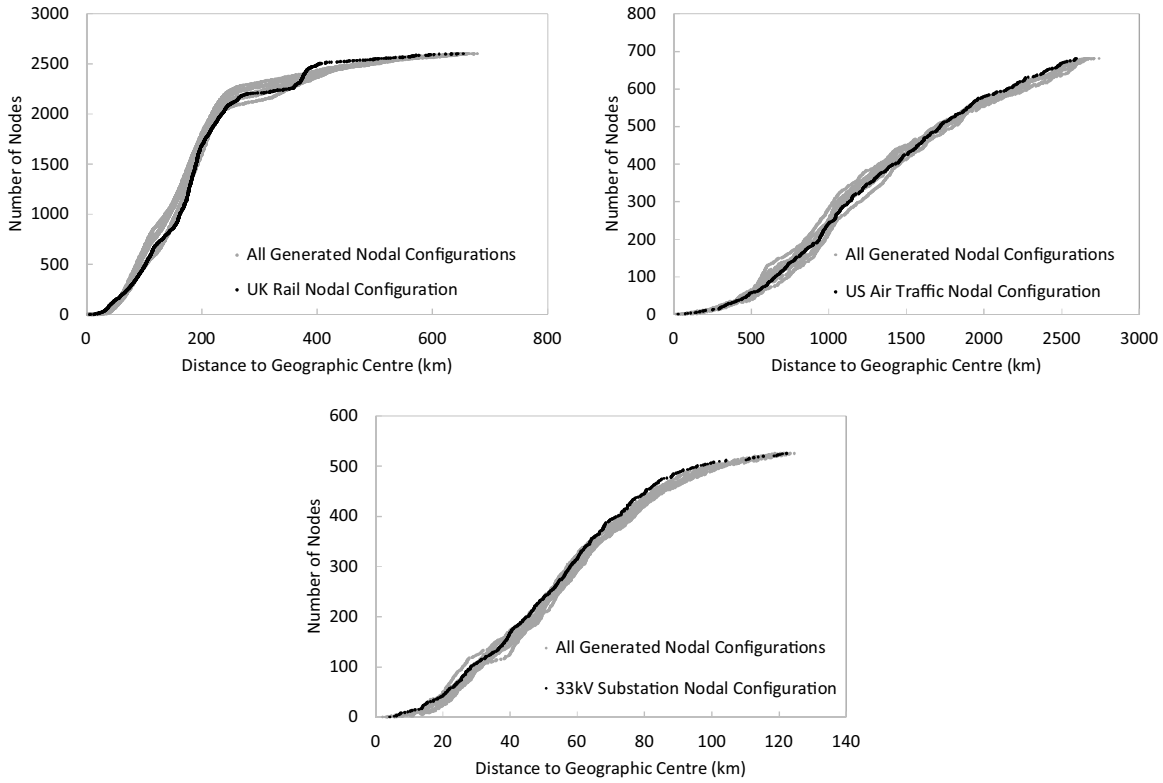 3000
2500
2000
1500
1000
500
0
Number of Nodes
All Generated Nodal Configurations
UK Rail Nodal Configuration
0 200 400 600 800
Distance to Geographic Centre (km)
800
700
600
500
400
300
200
100
0
Number of Nodes
All Generated Nodal Configurations
US Air Traffic Nodal Configuration
0 500 1000 1500 2000 2500 3000
Distance to Geographic Centre (km)
600
500
400
300
200
100
0
Number of Nodes
All Generated Nodal Configurations
33kV Substation Nodal Configuration
0 20 40 60 80 100 120 140
Distance to Geographic Centre (km)